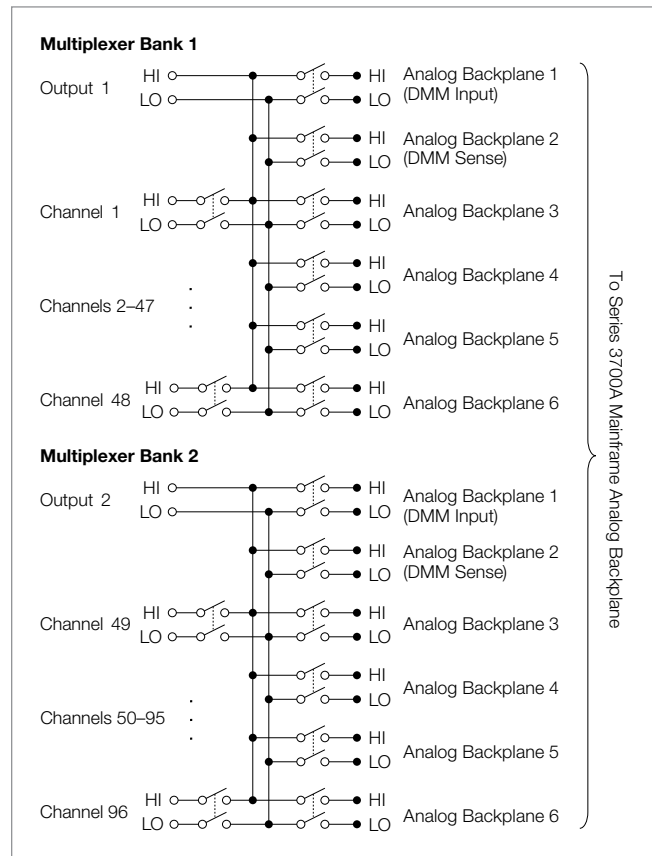 Multiplexer Bank 1
Output 1
HI
LO
HI Analog Backplane 1
LO (DMM Input)
HI Analog Backplane 2
LO (DMM Sense)
Channel 1
HI
LO
HI
LO
Analog Backplane 3
HI
LO
Analog Backplane 4
Channels 2–47
HI
LO
Analog Backplane 5
Channel 48
HI
LO
HI
LO
Analog Backplane 6
Multiplexer Bank 2
Output 2
HI
LO
HI Analog Backplane 1
LO (DMM Input)
HI Analog Backplane 2
LO (DMM Sense)
Channel 49
HI
LO
HI
LO
Analog Backplane 3
HI
LO
Analog Backplane 4
Channels 50–95
HI
LO
Analog Backplane 5
Channel 96
HI
LO
HI
LO
Analog Backplane 6
To Series 3700A Mainframe Analog Backplane